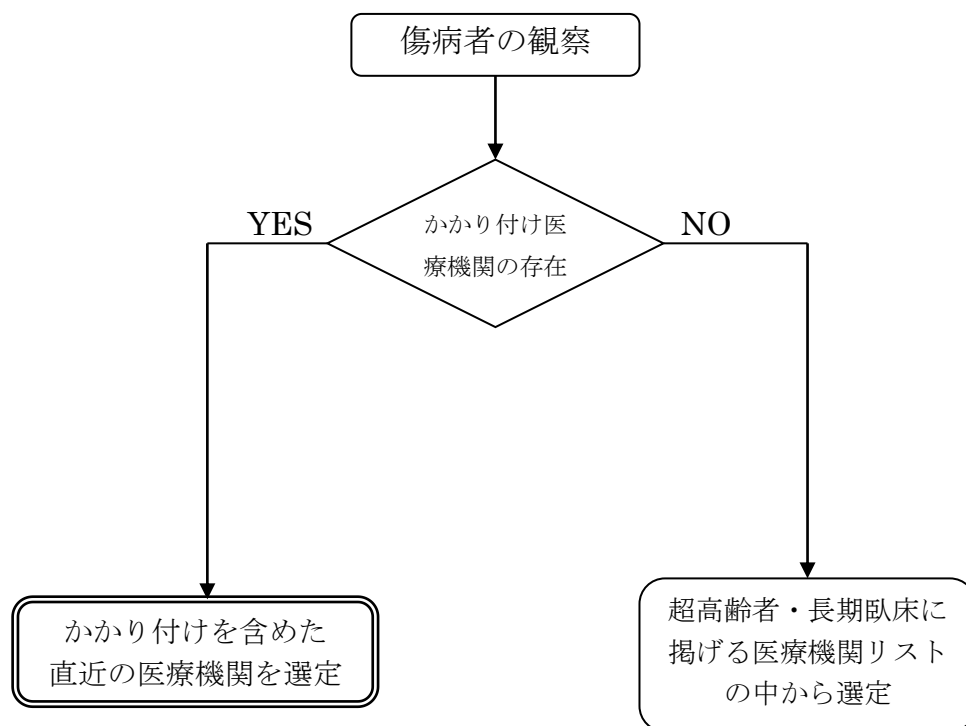 傷病者の観察
YES
かかり付け医
療機関の存在
NO
かかり付けを含めた
直近の医療機関を選定
超高齢者・長期臥床に
掲げる医療機関リスト
の中から選定